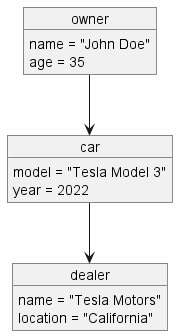 owner
name = "John Doe"
age = 35
car
model = "Tesla Model 3"
year = 2022
dealer
name = "Tesla Motors"
location = "California"